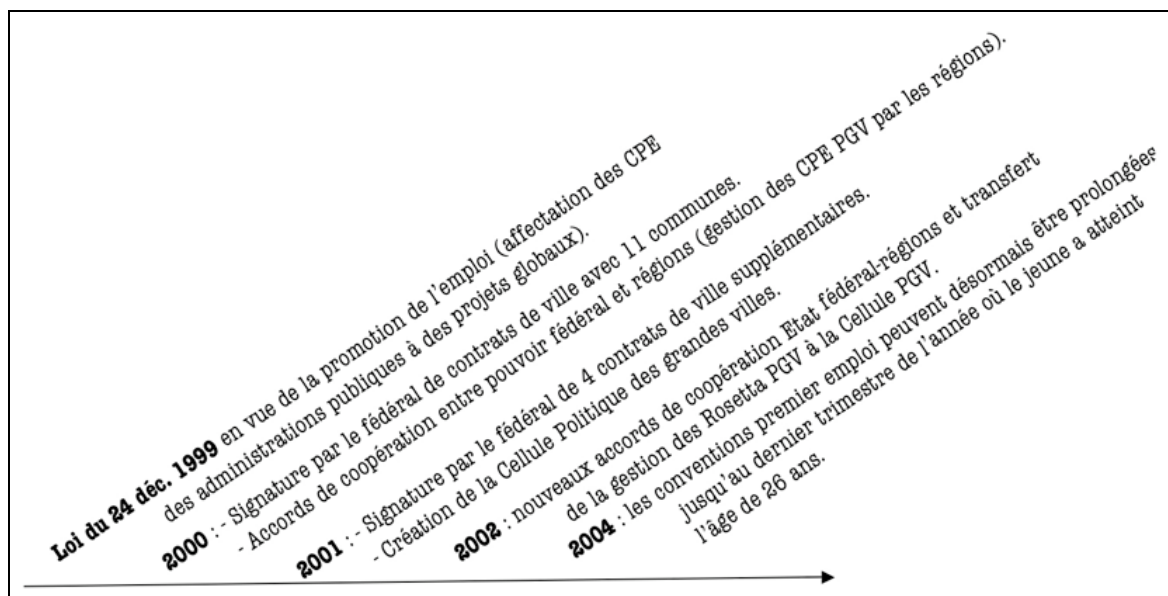 Loi du 24 déc. 1999 en vue de la promotion de l'emploi (affectation des CPE
des administrations publiques à des projets globaux).
2000 : - Signature par le fédéral de contrats de ville avec 11 communes.
- Accords de coopération entre pouvoir fédéral et régions (gestion des CPE PGV par les régions).
2001 : - Signature par le fédéral de 4 contrats de ville supplémentaires.
- Création de la Cellule Politique des grandes villes.
2002 : nouveaux accords de coopération Etat fédéral-régions et transfert
de la gestion des Rosetta PGV à la Cellule PGV.
2004 : les conventions premier emploi peuvent désormais être prolongées
jusqu'au dernier trimestre de l'année où le jeune a atteint
l'âge de 26 ans.